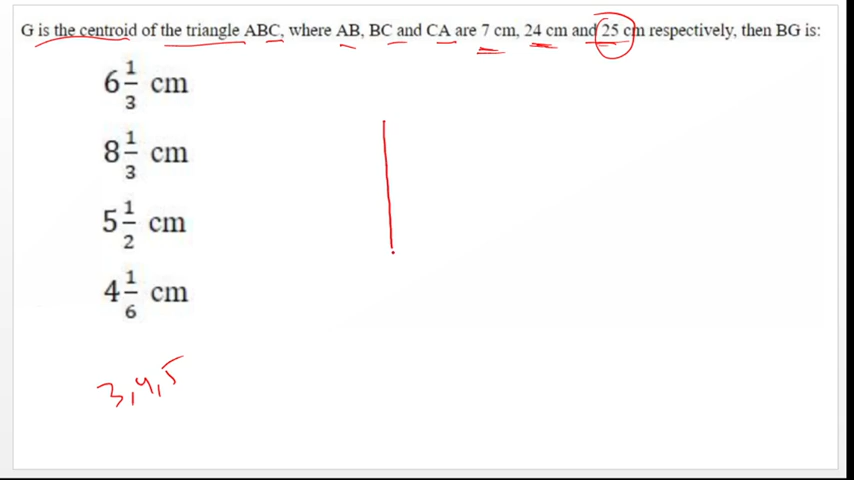 G is the centroid of the triangle ABC, where AB, BC and CA are 7 cm, 24 cm and 25 cm respectively, then BG is:
6 1/3 cm
8 1/3 cm
5 1/2 cm
4 1/6 cm
3,4,5